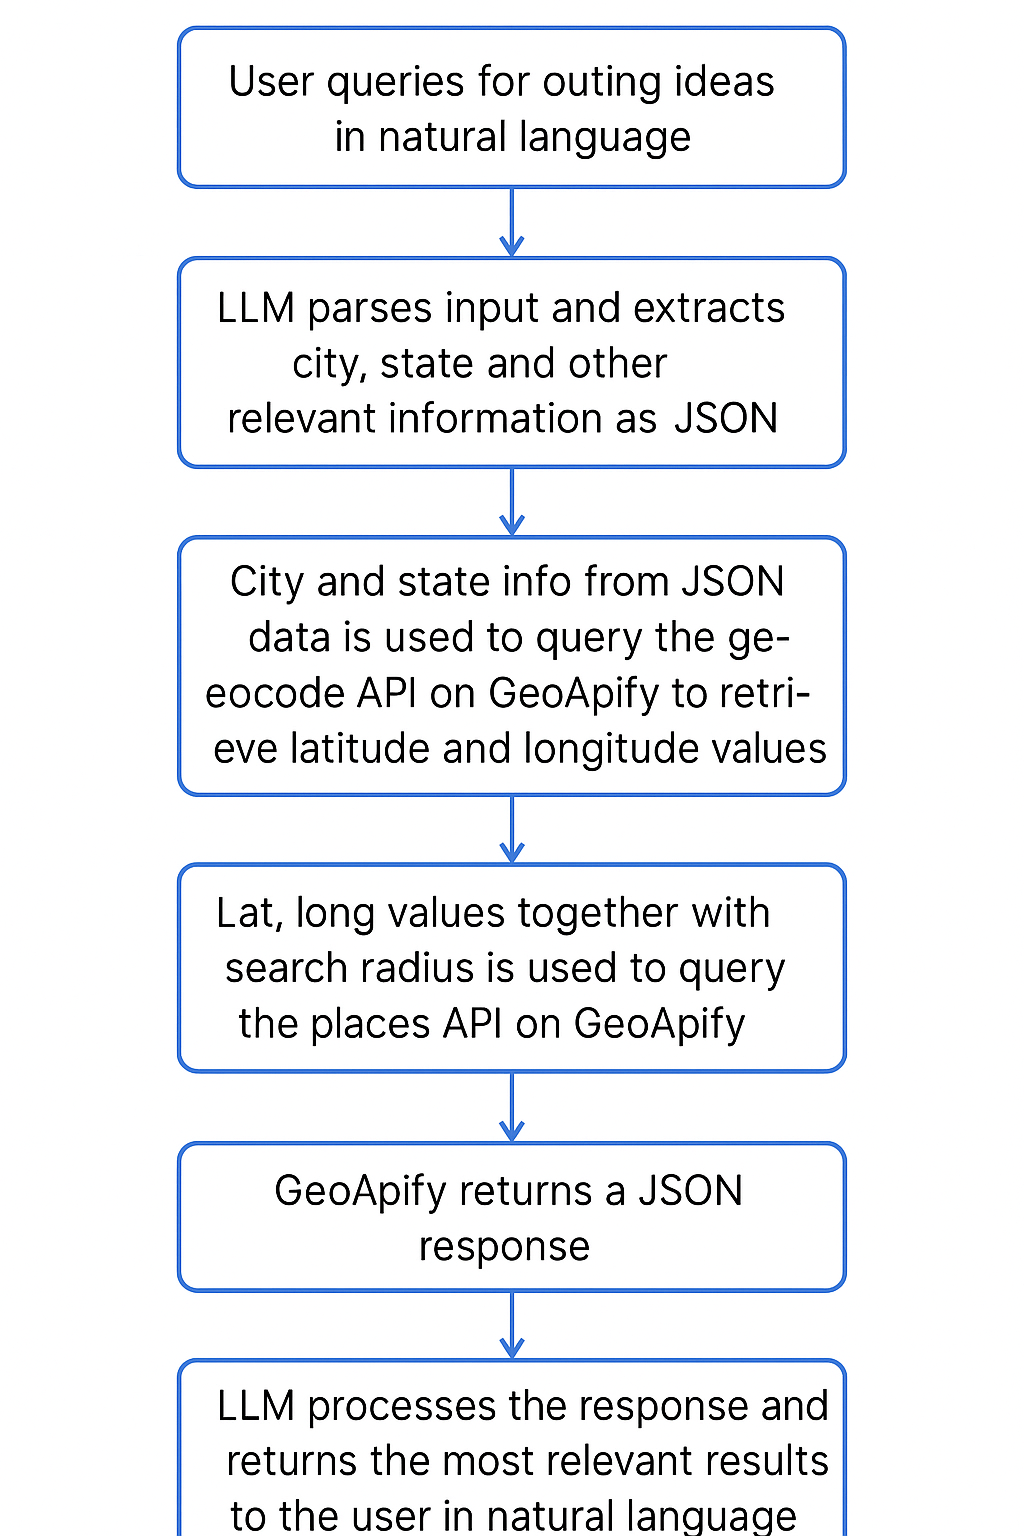 User queries for outing ideas
in natural language
LLM parses input and extracts
city, state and other
relevant information as JSON
City and state info from JSON
data is used to query the ge-
eocode API on GeoApify to retri-
eve latitude and longitude values
Lat, long values together with
search radius is used to query
the places API on GeoApify
GeoApify returns a JSON
response
LLM processes the response and
returns the most relevant results
to the user in natural language